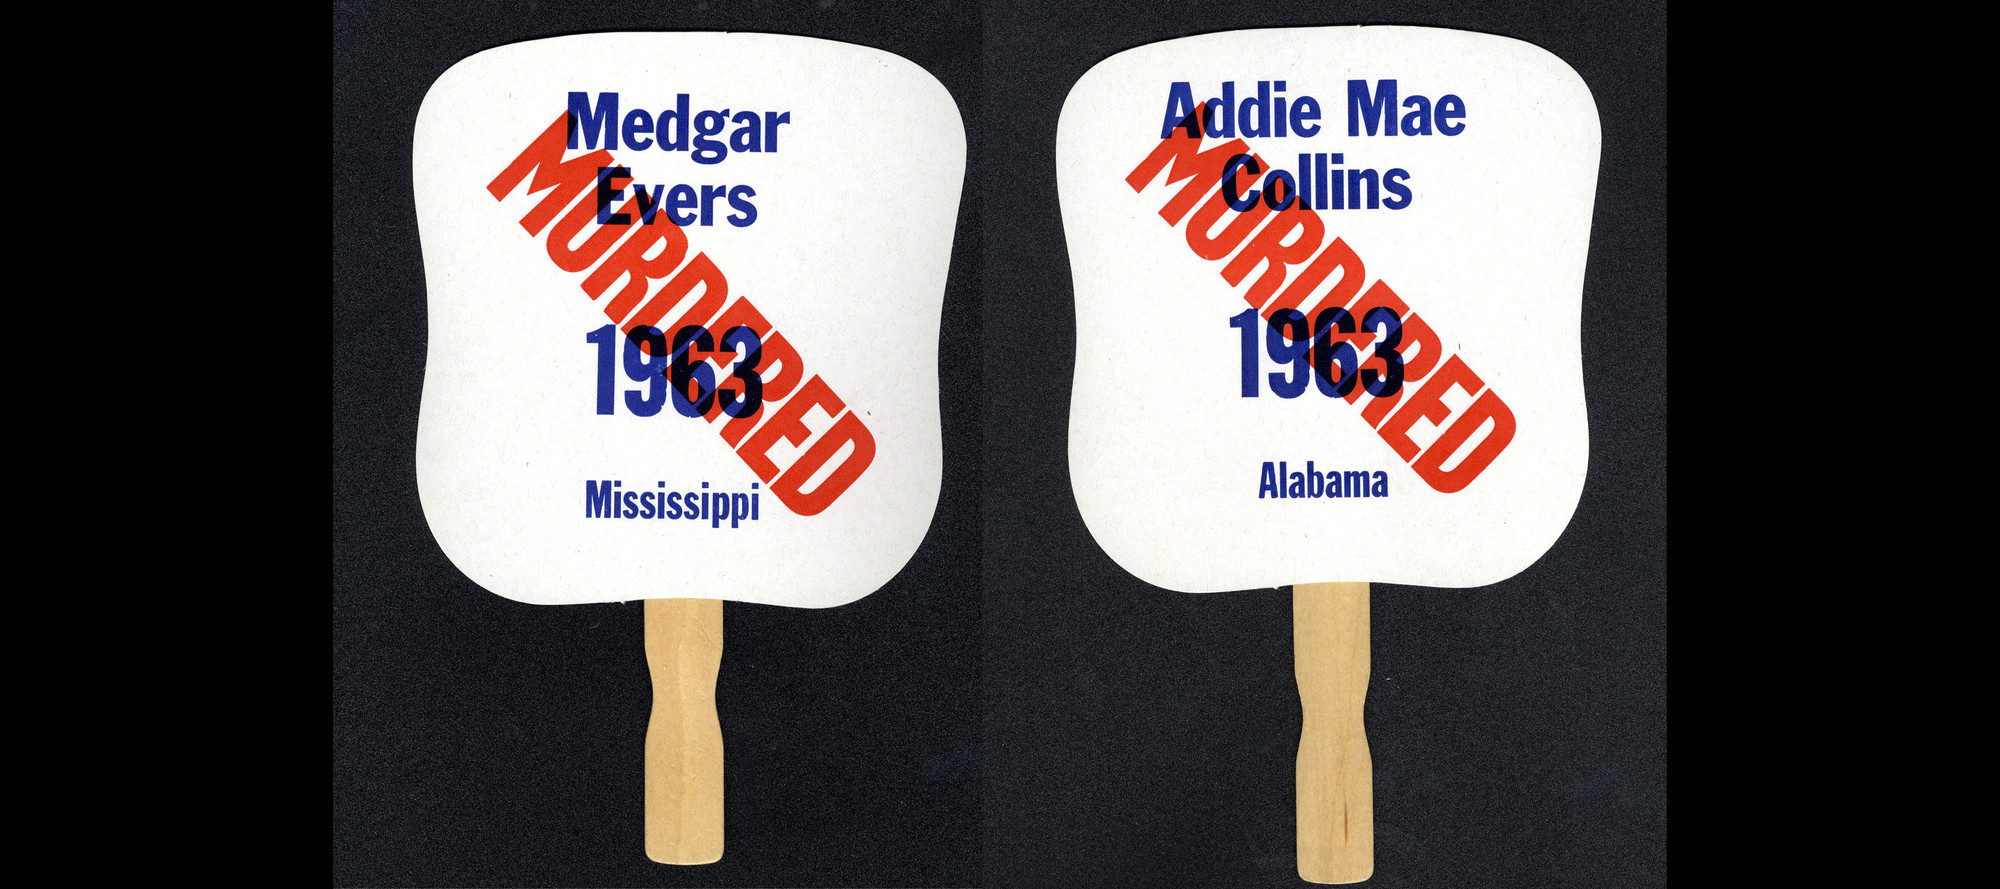 Medgar
Evers
MURDERED
1963
Mississippi
Addie Mae
Collins
MURDERED
1963
Alabama